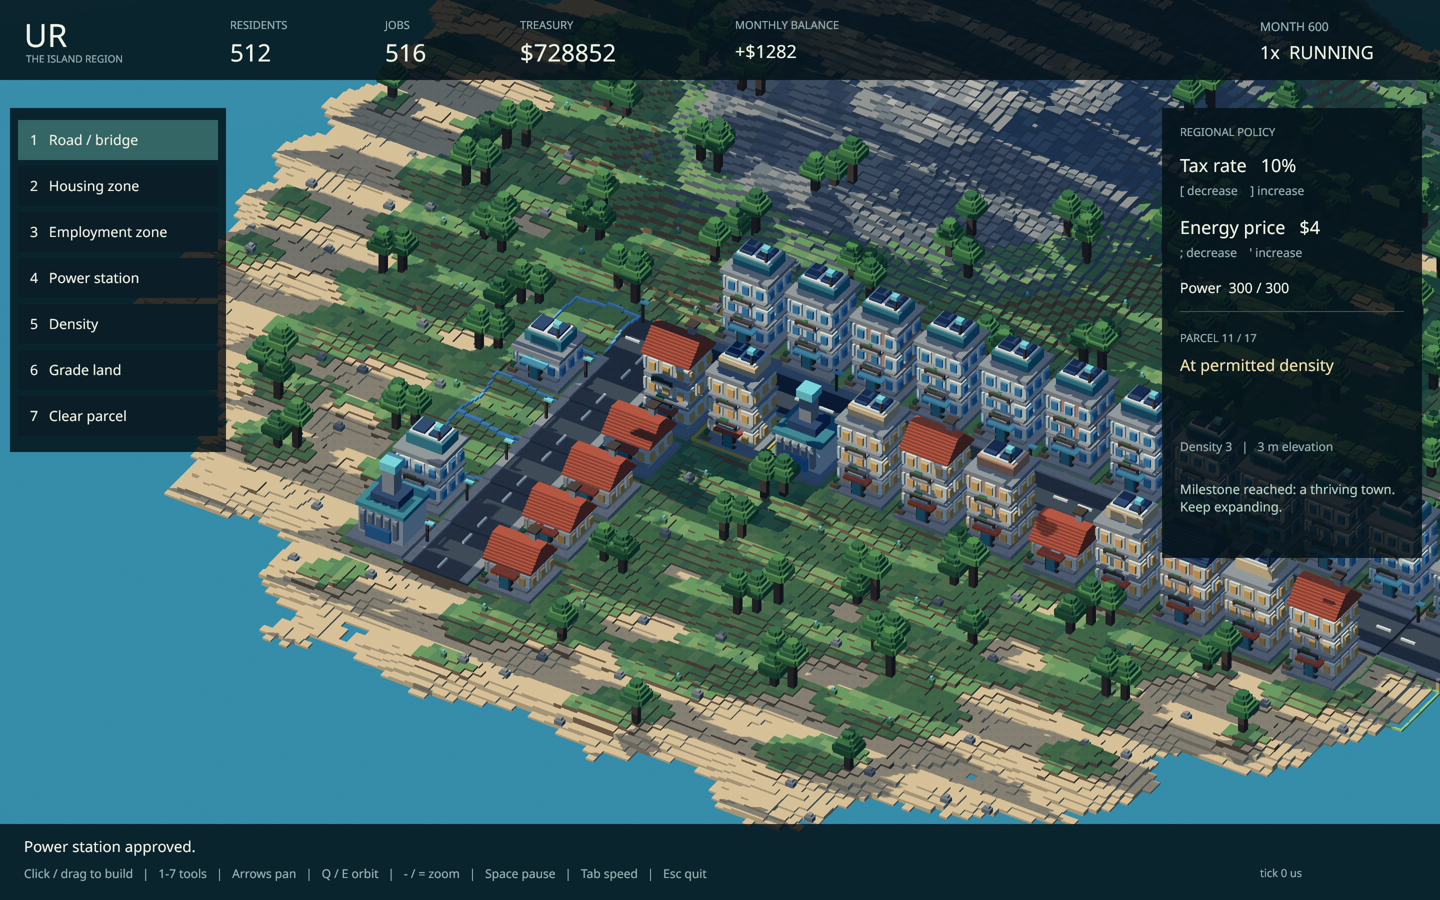 UR
THE ISLAND REGION
RESIDENTS
512
JOBS
516
TREASURY
$728852
MONTHLY BALANCE
+$1282
MONTH 600
1x RUNNING
1 Road / bridge
2 Housing zone
3 Employment zone
4 Power station
5 Density
6 Grade land
7 Clear parcel
REGIONAL POLICY
Tax rate 10%
[ decrease ] increase
Energy price $4
; decrease ' increase
Power 300 / 300
PARCEL 11 / 17
At permitted density
Density 3 | 3 m elevation
Milestone reached: a thriving town.
Keep expanding.
Power station approved.
Click / drag to build | 1-7 tools | Arrows pan | Q / E orbit | - / = zoom | Space pause | Tab speed | Esc quit
tick 0 us